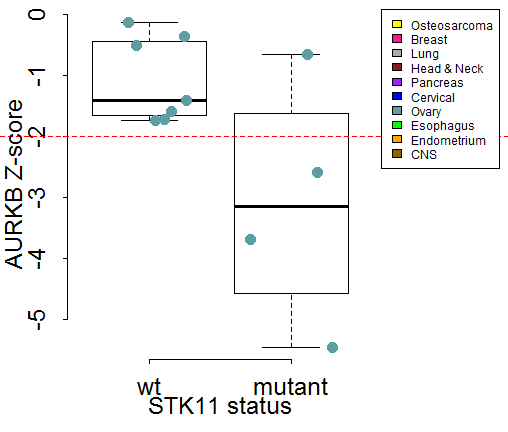 0
-1
-2
-3
-4
-5
AURKB Z-score
wt
mutant
STK11 status
Osteosarcoma
Breast
Lung
Head & Neck
Pancreas
Cervical
Ovary
Esophagus
Endometrium
CNS